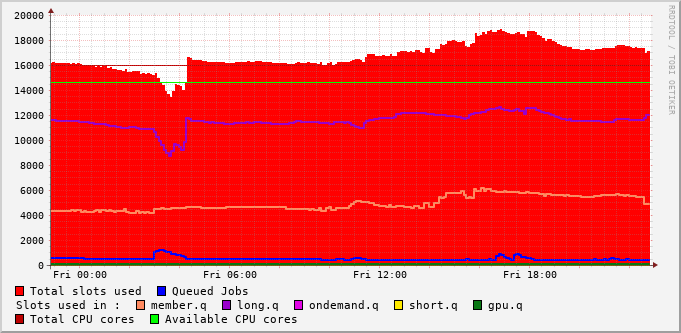 20000
18000
16000
14000
12000
10000
8000
6000
4000
2000
0
Fri 00:00 Fri 06:00 Fri 12:00 Fri 18:00
RRDTOOL / TOBI OETIKER
Total slots used Queued Jobs
Slots used in : member.q long.q ondemand.q short.q gpu.q
Total CPU cores Available CPU cores